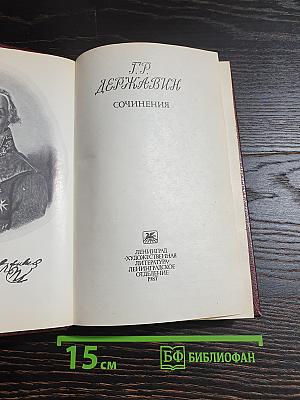 Г.Р.
ДЕРЖАВИН
СОЧИНЕНИЯ
ЛЕНИНГРАД
«ХУДОЖЕСТВЕННАЯ
ЛИТЕРАТУРА»
ЛЕНИНГРАДСКОЕ
ОТДЕЛЕНИЕ
1987
15 см
БФ БИБЛИОФАН